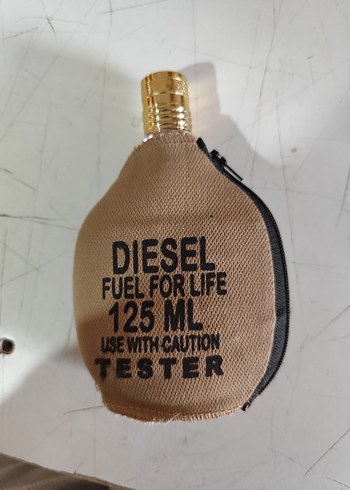 DIESEL
FUEL FOR LIFE
125 ML
USE WITH CAUTION
TESTER